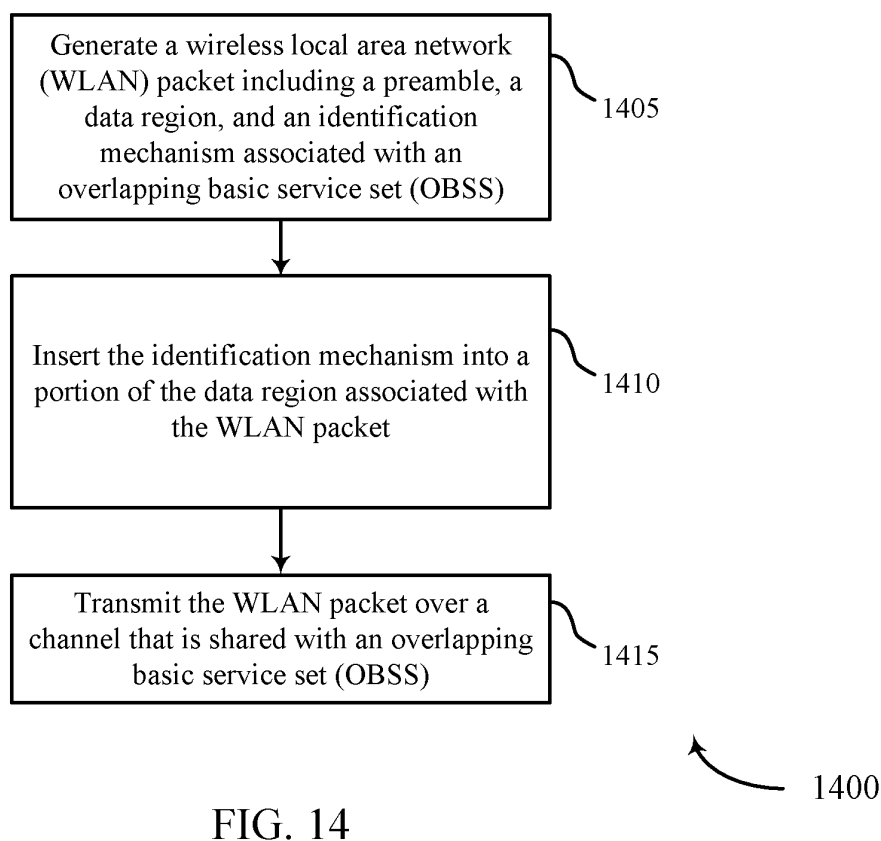 Generate a wireless local area network
(WLAN) packet including a preamble, a
data region, and an identification
mechanism associated with an
overlapping basic service set (OBSS)
1405
Insert the identification mechanism into a
portion of the data region associated with
the WLAN packet
1410
Transmit the WLAN packet over a
channel that is shared with an overlapping
basic service set (OBSS)
1415
1400
FIG. 14